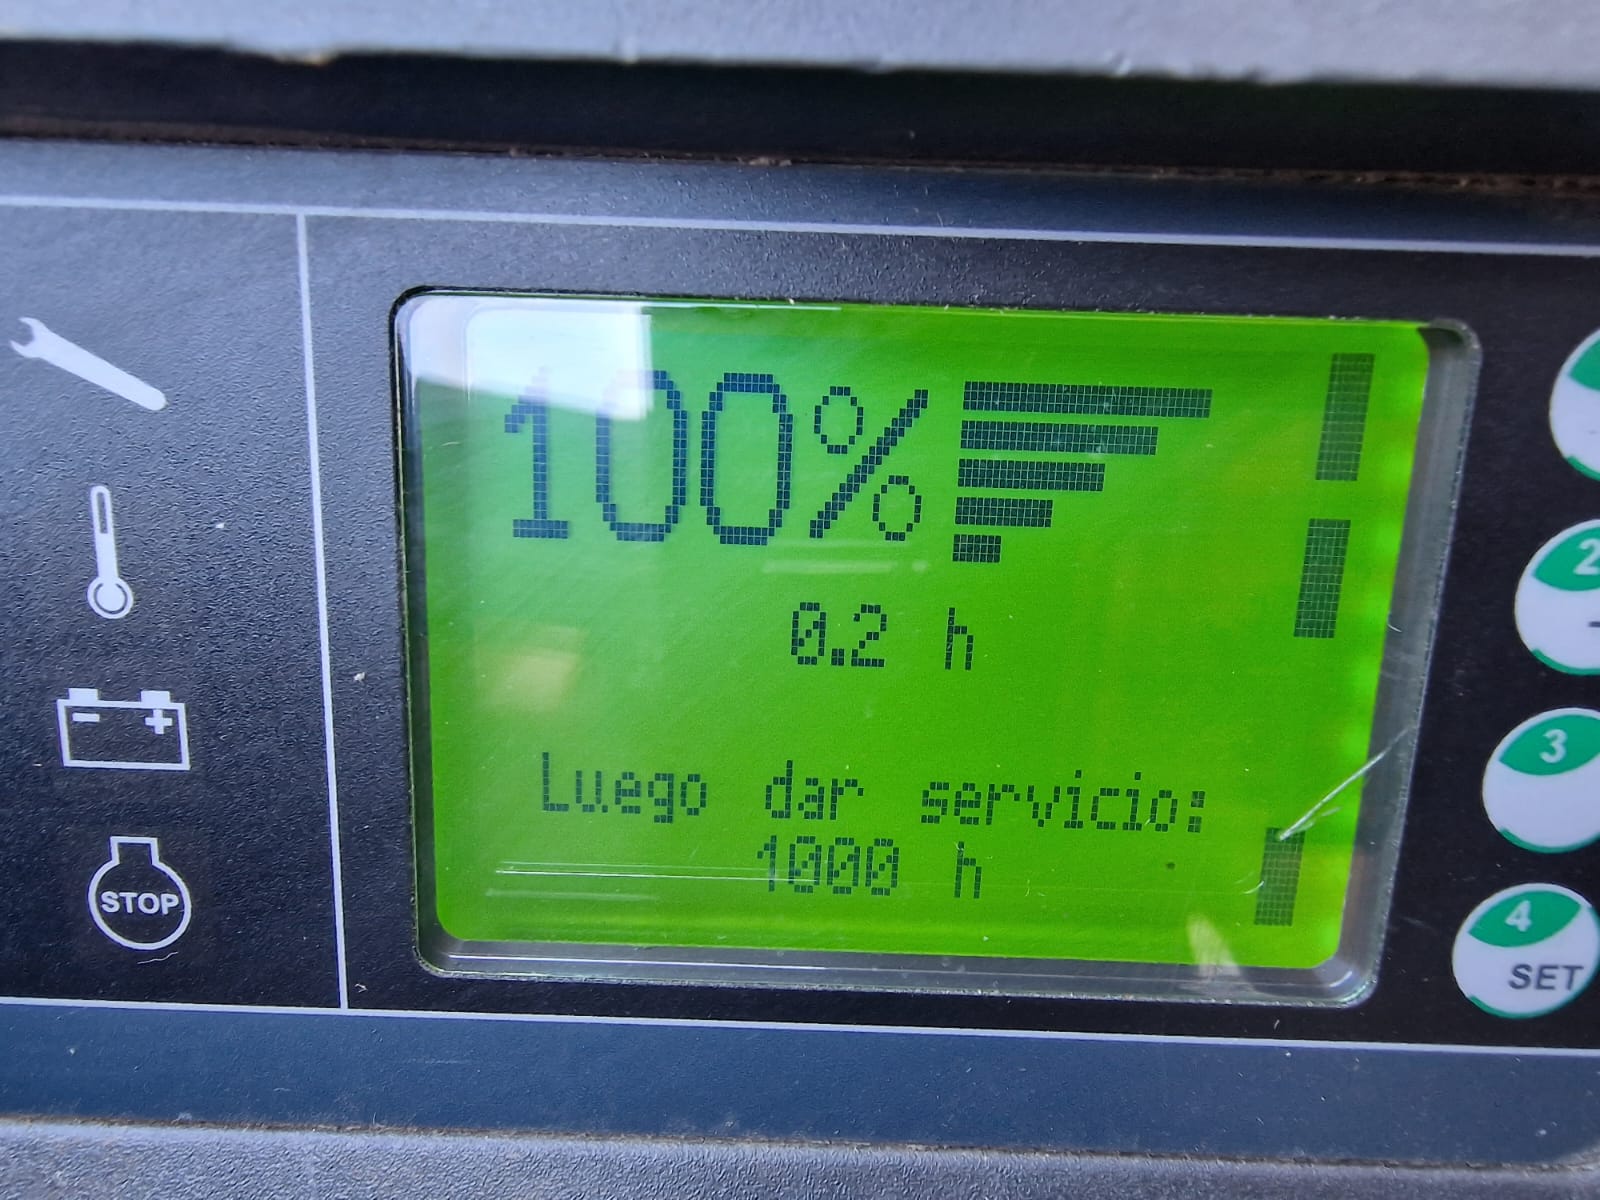 100%
0.2 h
Luego dar servicio:
1000 h
- +
STOP
2
-
3
4
SET